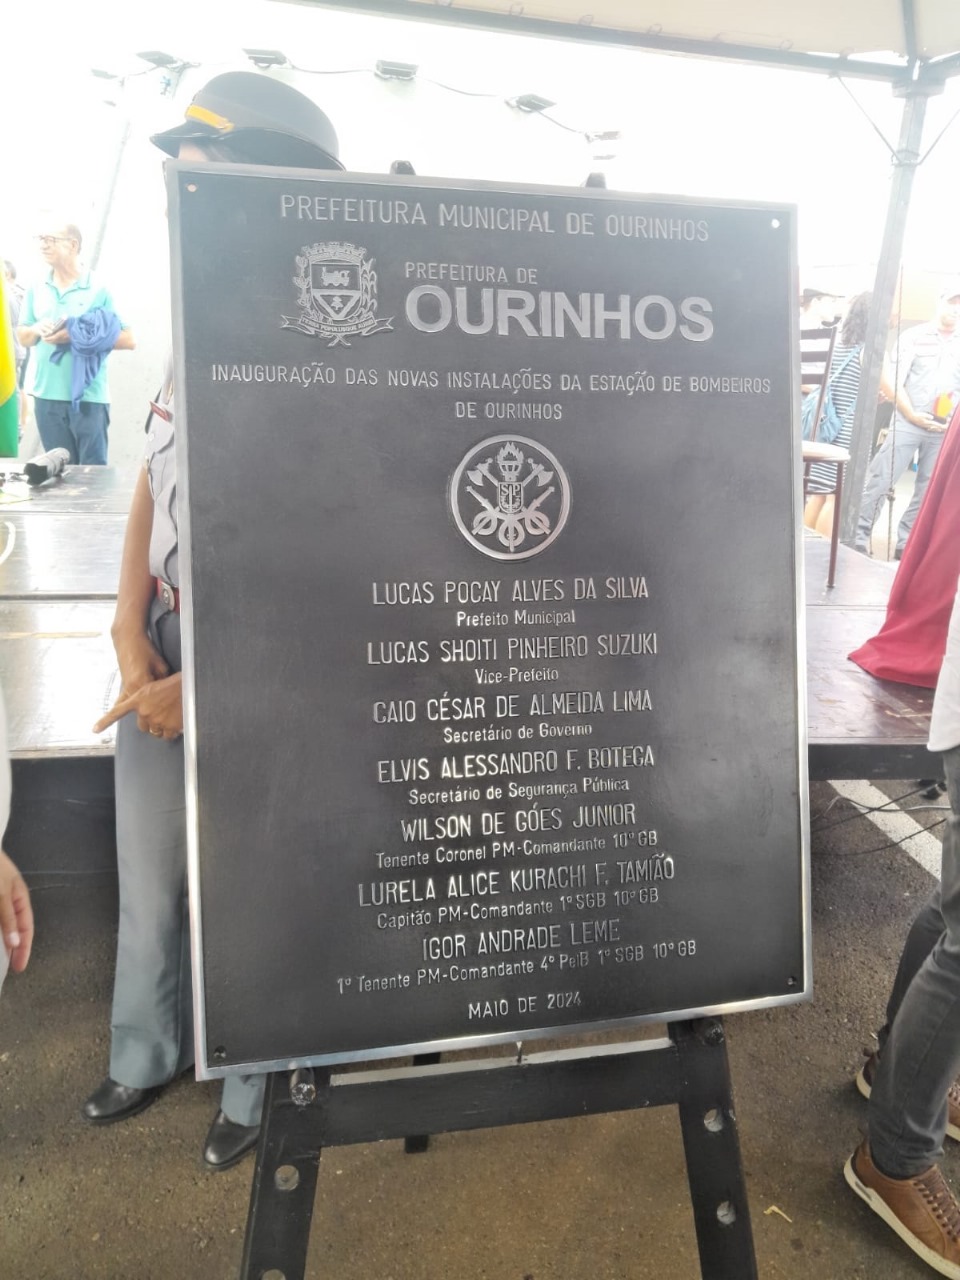 PREFEITURA MUNICIPAL DE OURINHOS
PREFEITURA DE
OURINHOS
INAUGURAÇÃO DAS NOVAS INSTALAÇÕES DA ESTAÇÃO DE BOMBEIROS
DE OURINHOS
SP
LUCAS POCAY ALVES DA SILVA
Prefeito Municipal
LUCAS SHOITI PINHEIRO SUZUKI
Vice-Prefeito
CAIO CÉSAR DE ALMEIDA LIMA
Secretário de Governo
ELVIS ALESSANDRO F. BOTEGA
Secretário de Segurança Pública
WILSON DE GÓES JUNIOR
Tenente Coronel PM-Comandante 10º GB
LURELA ALICE KURACHI F. TAMIÃO
Capitão PM-Comandante 1º SGB 10º GB
IGOR ANDRADE LEME
1º Tenente PM-Comandante 4º PelB 1º SGB 10º GB
MAIO DE 2024